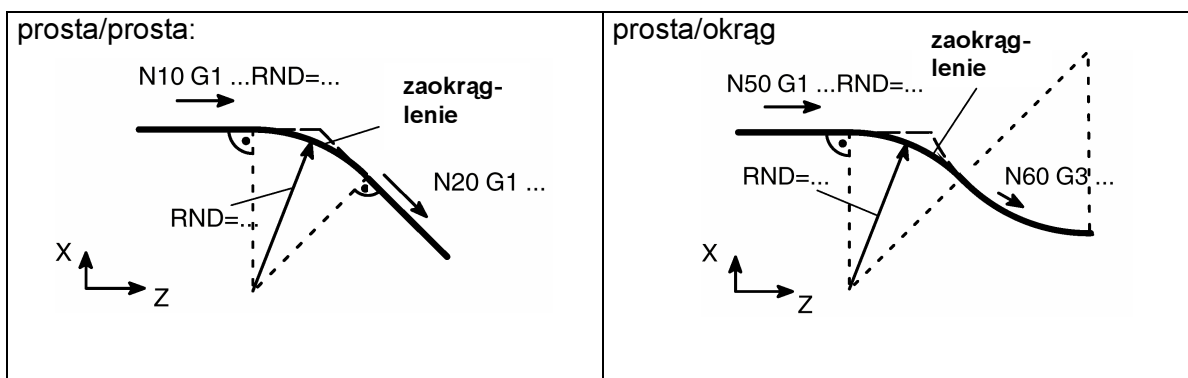 prosta/prosta:
N10 G1 ...RND=...
zaokrąg-
lenie
N20 G1 ...
RND=...
X
Z
prosta/okrąg
zaokrąg-
lenie
N50 G1 ...RND=...
RND=...
N60 G3 ...
X
Z